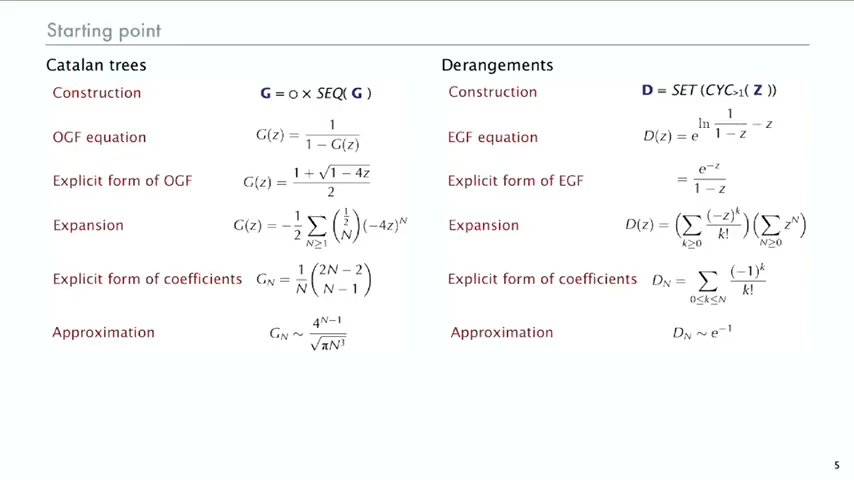 Starting point
Catalan trees
Construction G = ○ × SEQ( G )
OGF equation G(z) = 1 / (1 − G(z))
Explicit form of OGF G(z) = (1 + √(1 − 4z)) / 2
Expansion G(z) = −1/2 ∑_{N≥1} (1/2 choose N) (−4z)^N
Explicit form of coefficients G_N = 1/N (2N − 2 choose N − 1)
Approximation G_N ∼ 4^{N−1} / √(πN³)
Derangements
Construction D = SET (CYC>1( Z ))
EGF equation D(z) = e^{ln 1/(1 − z) − z}
Explicit form of EGF = e^{−z} / (1 − z)
Expansion D(z) = (∑_{k≥0} (−z)^k / k!) (∑_{N≥0} z^N)
Explicit form of coefficients D_N = ∑_{0≤k≤N} (−1)^k / k!
Approximation D_N ∼ e^{−1}
5